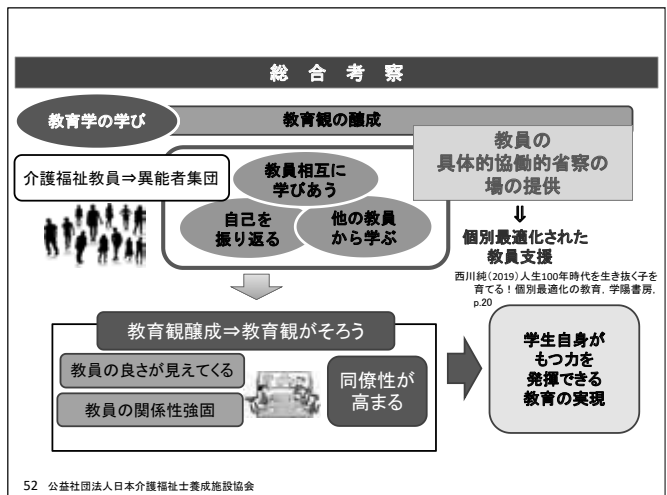 総合考察
教育学の学び
教育観の醸成
教員の
具体的協働的省察の
場の提供
介護福祉教員⇒異能者集団
教員相互に
学びあう
自己を
振り返る
他の教員
から学ぶ
⇓
個別最適化された
教員支援
西川純(2019)人生100年時代を生き抜く子を
育てる!個別最適化の教育, 学陽書房,
p.20
教育観醸成⇒教育観がそろう
教員の良さが見えてくる
教員の関係性強固
同僚性が
高まる
学生自身が
もつ力を
発揮できる
教育の実現
52 公益社団法人日本介護福祉士養成施設協会